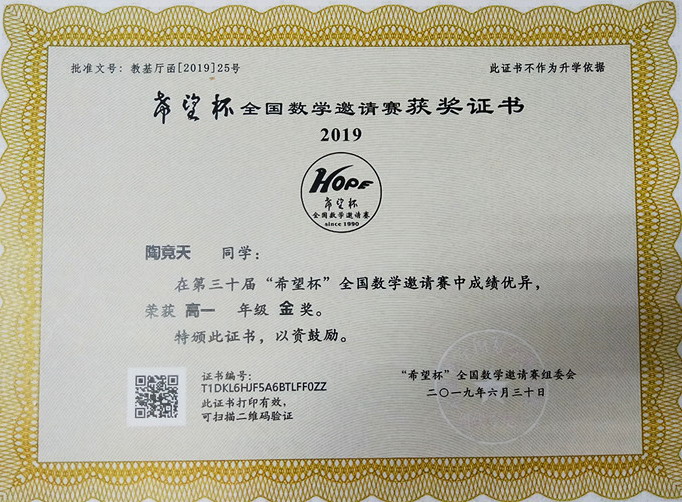 批准文号：教基厅函[2019]25号
此证书不作为升学依据
希望杯全国数学邀请赛获奖证书
2019
HOPE
希望杯
全国数学邀请赛
since 1990
陶竟天 同学：
在第三十届“希望杯”全国数学邀请赛中成绩优异，
荣获 高一 年级 金奖。
特颁此证书，以资鼓励。
证书编号：
T1DKL6HJF5A6BTLFF0ZZ
此证书打印有效，
可扫描二维码验证
“希望杯”全国数学邀请赛组委会
二〇一九年六月三十日